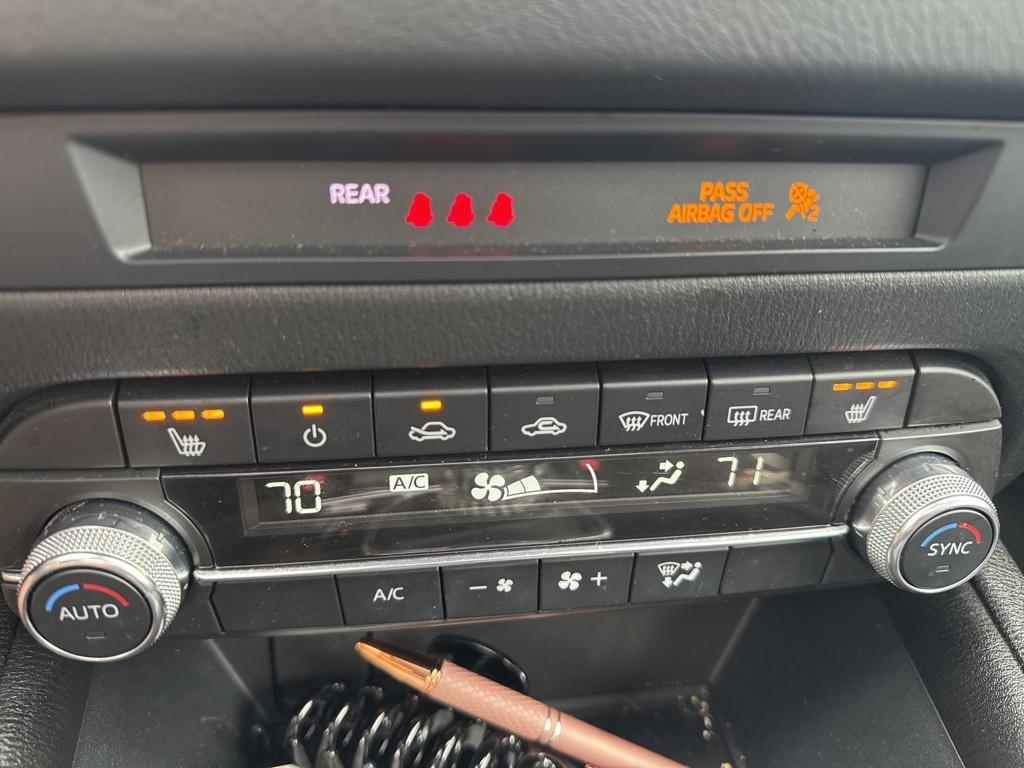 REAR
PASS
AIRBAG OFF 2
FRONT
REAR
70 A/C 71
AUTO
A/C
- +
SYNC